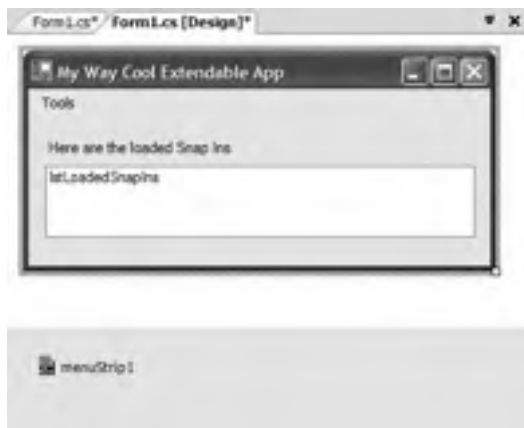 Form1.cs* Form1.cs [Design]*
My Way Cool Extendable App
Tools
Here are the loaded Snap Ins
lstLoadedSnapIns
menuStrip1